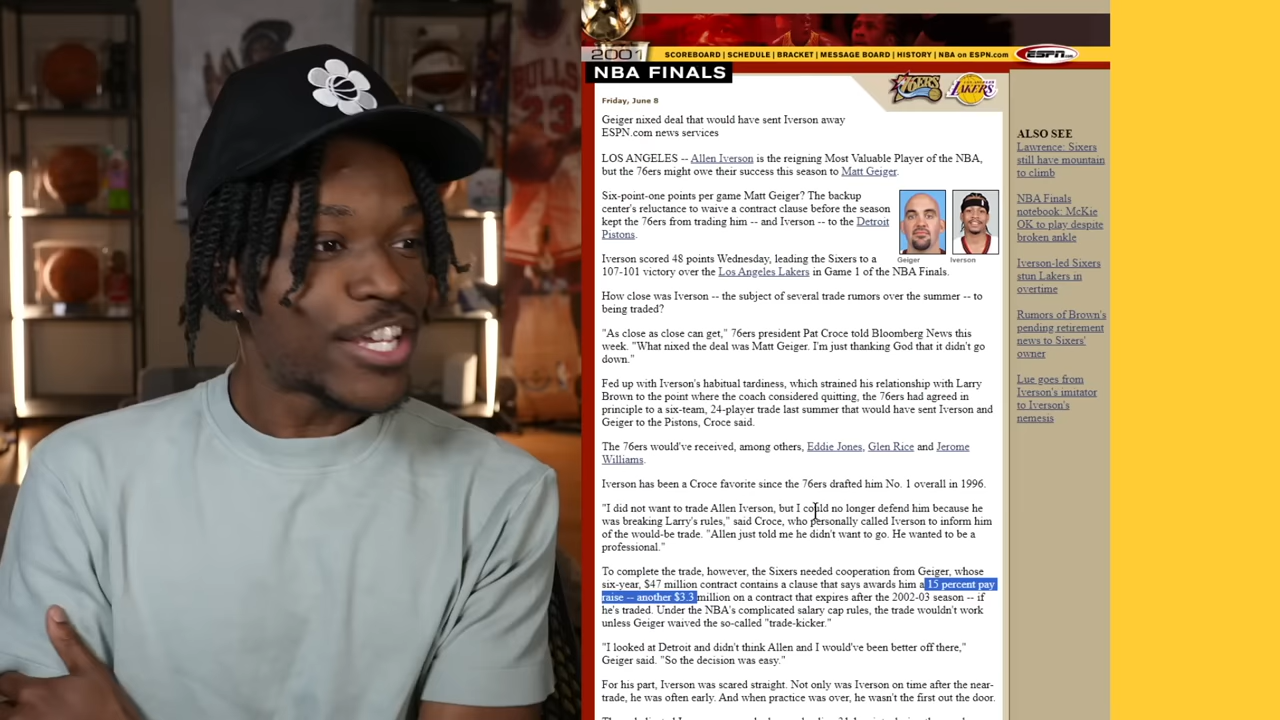 BULLS
2001
SCOREBOARD | SCHEDULE | BRACKET | MESSAGE BOARD | HISTORY | NBA on ESPN.com
ESPN
NBA FINALS
76ERS
LAKERS
Friday, June 8
Geiger nixed deal that would have sent Iverson away
ESPN.com news services
LOS ANGELES -- Allen Iverson is the reigning Most Valuable Player of the NBA,
but the 76ers might owe their success this season to Matt Geiger.
Six-point-one points per game Matt Geiger? The backup
center's reluctance to waive a contract clause before the season
kept the 76ers from trading him -- and Iverson -- to the Detroit
Pistons.
Geiger Iverson
Iverson scored 48 points Wednesday, leading the Sixers to a
107-101 victory over the Los Angeles Lakers in Game 1 of the NBA Finals.
How close was Iverson -- the subject of several trade rumors over the summer -- to
being traded?
"As close as close can get," 76ers president Pat Croce told Bloomberg News this
week. "What nixed the deal was Matt Geiger. I'm just thanking God that it didn't go
down."
Fed up with Iverson's habitual tardiness, which strained his relationship with Larry
Brown to the point where the coach considered quitting, the 76ers had agreed in
principle to a six-team, 24-player trade last summer that would have sent Iverson and
Geiger to the Pistons, Croce said.
The 76ers would've received, among others, Eddie Jones, Glen Rice and Jerome
Williams.
Iverson has been a Croce favorite since the 76ers drafted him No. 1 overall in 1996.
"I did not want to trade Allen Iverson, but I could no longer defend him because he
was breaking Larry's rules," said Croce, who personally called Iverson to inform him
of the would-be trade. "Allen just told me he didn't want to go. He wanted to be a
professional."
To complete the trade, however, the Sixers needed cooperation from Geiger, whose
six-year, $47 million contract contains a clause that says awards him a 15 percent pay
raise -- another $3.3 million on a contract that expires after the 2002-03 season -- if
he's traded. Under the NBA's complicated salary cap rules, the trade wouldn't work
unless Geiger waived the so-called "trade-kicker."
"I looked at Detroit and didn't think Allen and I would've been better off there,"
Geiger said. "So the decision was easy."
For his part, Iverson was scared straight. Not only was Iverson on time after the near-
trade, he was often early. And when practice was over, he wasn't the first out the door.
ALSO SEE
Lawrence: Sixers
still have mountain
to climb
NBA Finals
notebook: McKie
OK to play despite
broken ankle
Iverson-led Sixers
stun Lakers in
overtime
Rumors of Brown's
pending retirement
news to Sixers'
owner
Lue goes from
Iverson's imitator
to Iverson's
nemesis